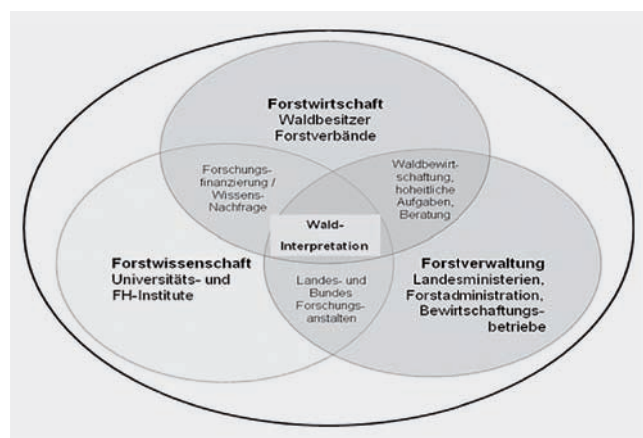 Forstwirtschaft
Waldbesitzer
Forstverbände
Forschungs-
finanzierung /
Wissens-
Nachfrage
Waldbewirt-
schaftung,
hoheitliche
Aufgaben,
Beratung
Wald-
Interpretation
Forstwissenschaft
Universitäts- und
FH-Institute
Landes- und
Bundes
Forschungs-
anstalten
Forstverwaltung
Landesministerien,
Forstadministration,
Bewirtschaftungs-
betriebe